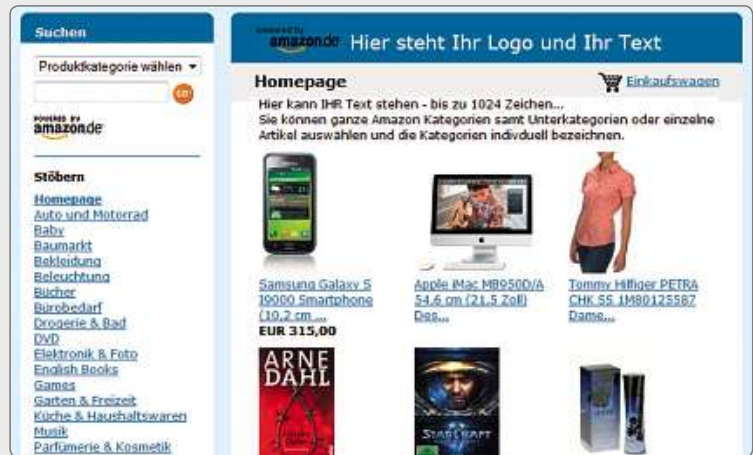 Suchen
Produktkategorie wählen
GO!
POWERED BY
amazon.de
Stöbern
Homepage
Auto und Motorrad
Baby
Baumarkt
Bekleidung
Beleuchtung
Bücher
Bürobedarf
Drogerie & Bad
DVD
Elektronik & Foto
English Books
Games
Garten & Freizeit
Küche & Haushaltswaren
Musik
Parfümerie & Kosmetik
powered by
amazon.de Hier steht Ihr Logo und Ihr Text
Homepage
Einkaufswagen
Hier kann IHR Text stehen - bis zu 1024 Zeichen...
Sie können ganze Amazon Kategorien samt Unterkategorien oder einzelne
Artikel auswählen und die Kategorien indivduell bezeichnen.
Samsung Galaxy S
I9000 Smartphone
(10,2 cm ...
EUR 315,00
Apple iMac MB950D/A
54,6 cm (21,5 Zoll)
Des...
Tommy Hilfiger PETRA
CHK SS 1M80125587
Dame...
ARNE
DAHL
STARCRAFT